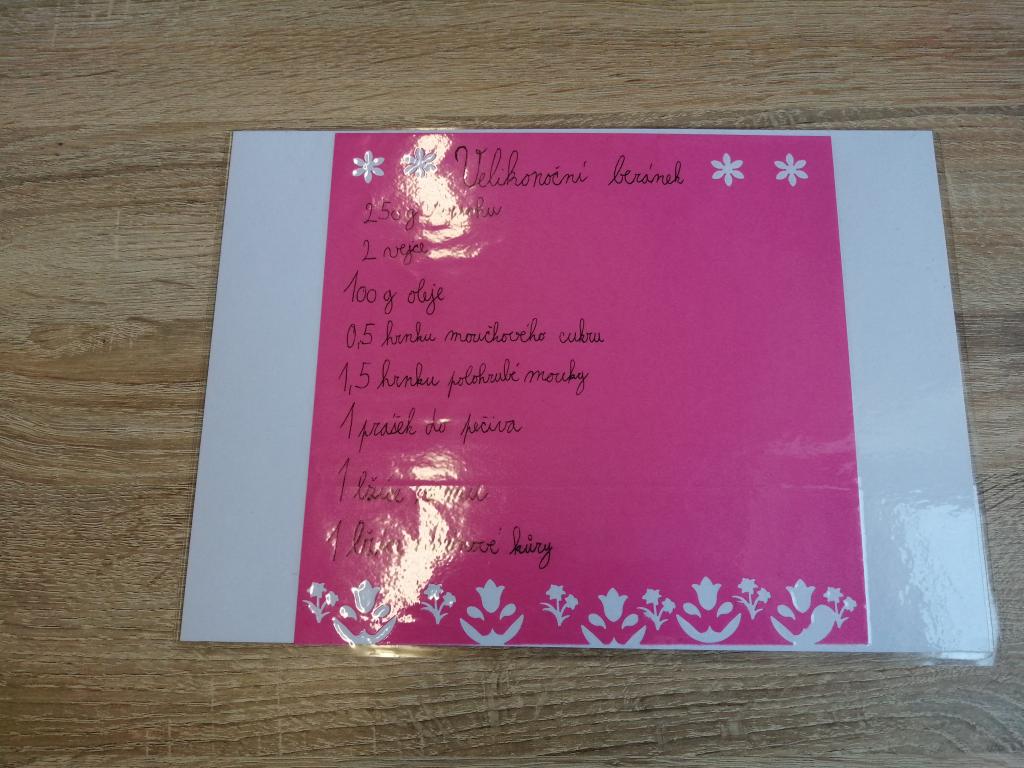 Velikonoční beránek
250 g
2 vejce
100 g oleje
0,5 hrnku moučkového cukru
1,5 hrnku polohrubé mouky
1 prášek do pečiva
1 lžíce
1 kůry